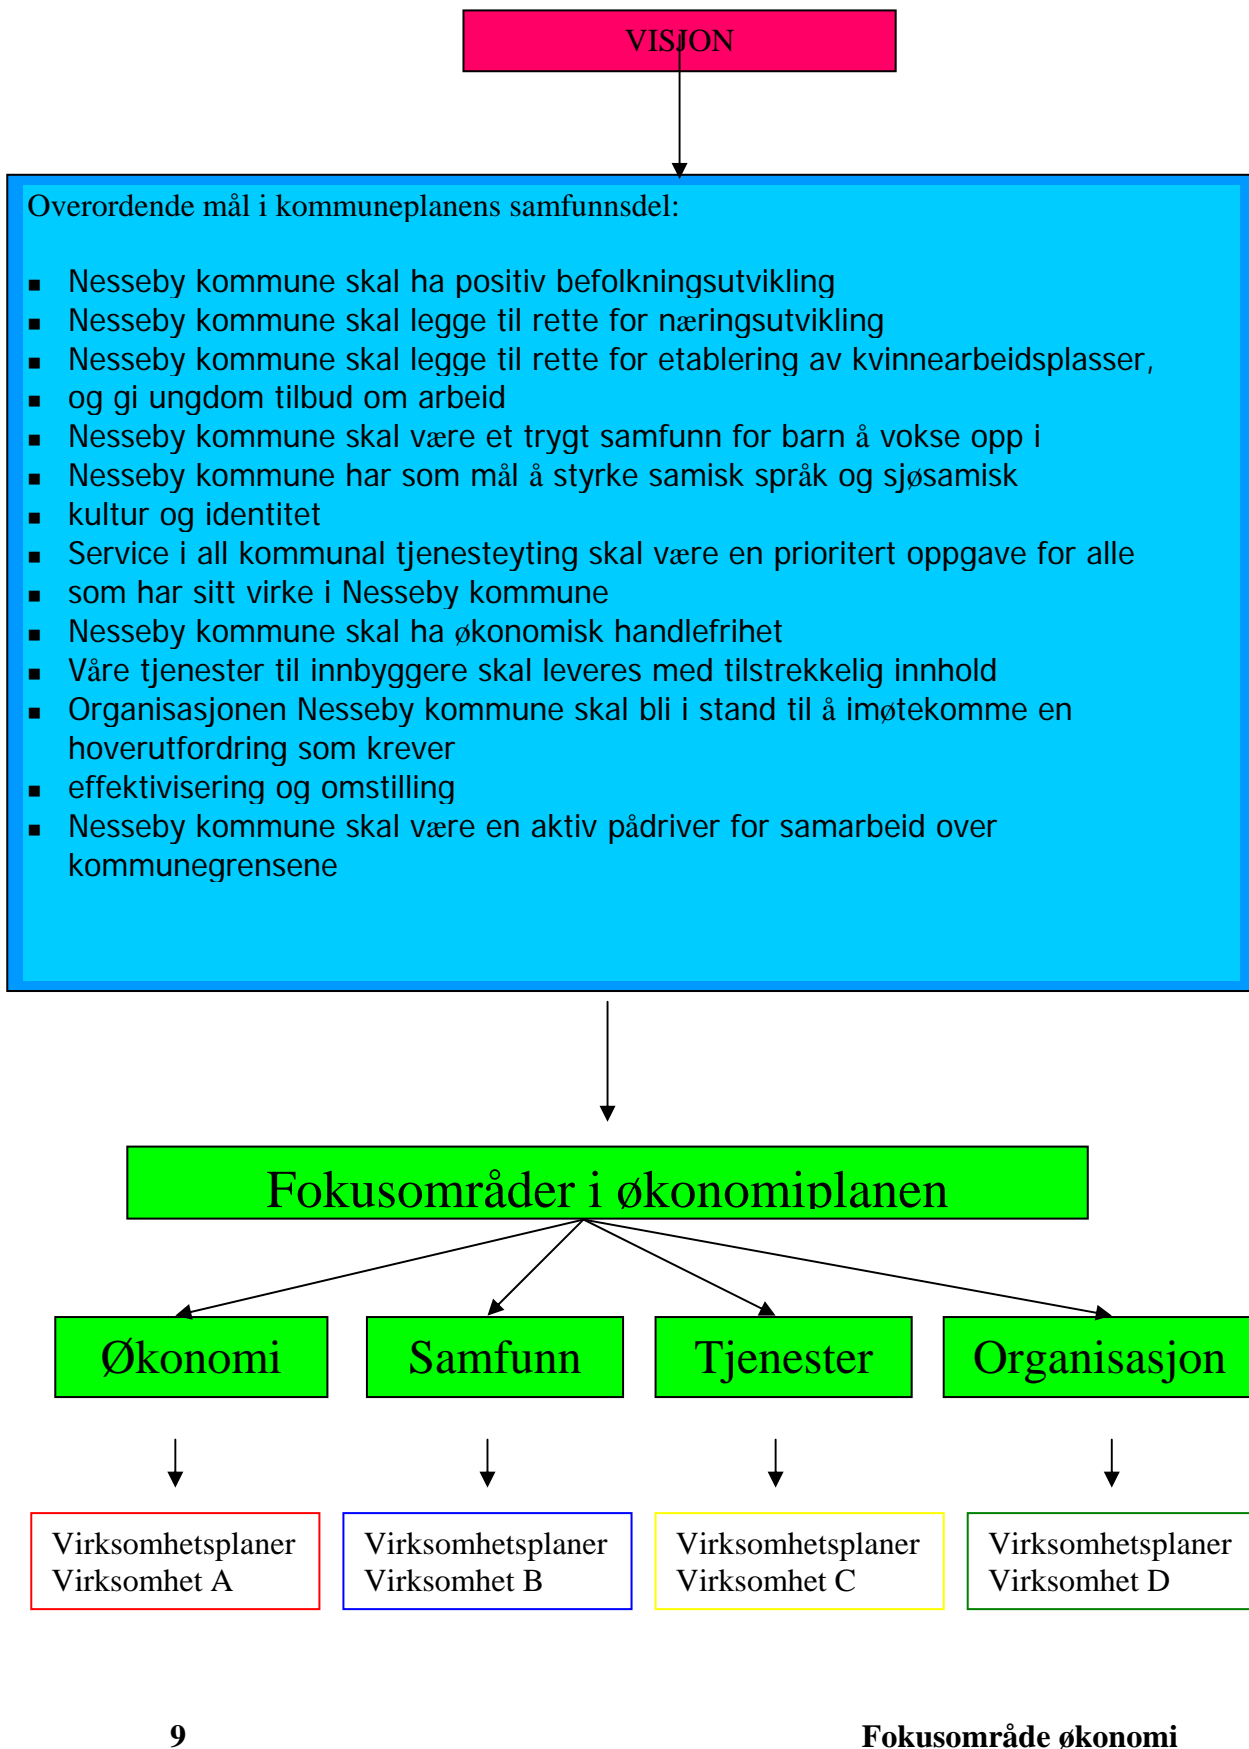 VISJON
Overordende mål i kommuneplanens samfunnsdel:
▪ Nesseby kommune skal ha positiv befolkningsutvikling
▪ Nesseby kommune skal legge til rette for næringsutvikling
▪ Nesseby kommune skal legge til rette for etablering av kvinnearbeidsplasser,
▪ og gi ungdom tilbud om arbeid
▪ Nesseby kommune skal være et trygt samfunn for barn å vokse opp i
▪ Nesseby kommune har som mål å styrke samisk språk og sjøsamisk
▪ kultur og identitet
▪ Service i all kommunal tjenesteyting skal være en prioritert oppgave for alle
▪ som har sitt virke i Nesseby kommune
▪ Nesseby kommune skal ha økonomisk handlefrihet
▪ Våre tjenester til innbyggere skal leveres med tilstrekkelig innhold
▪ Organisasjonen Nesseby kommune skal bli i stand til å imøtekomme en
hoverutfordring som krever
▪ effektivisering og omstilling
▪ Nesseby kommune skal være en aktiv pådriver for samarbeid over
kommunegrensene
Fokusområder i økonomiplanen
Økonomi Samfunn Tjenester Organisasjon
Virksomhetsplaner Virksomhetsplaner Virksomhetsplaner Virksomhetsplaner
Virksomhet A Virksomhet B Virksomhet C Virksomhet D
9 Fokusområde økonomi